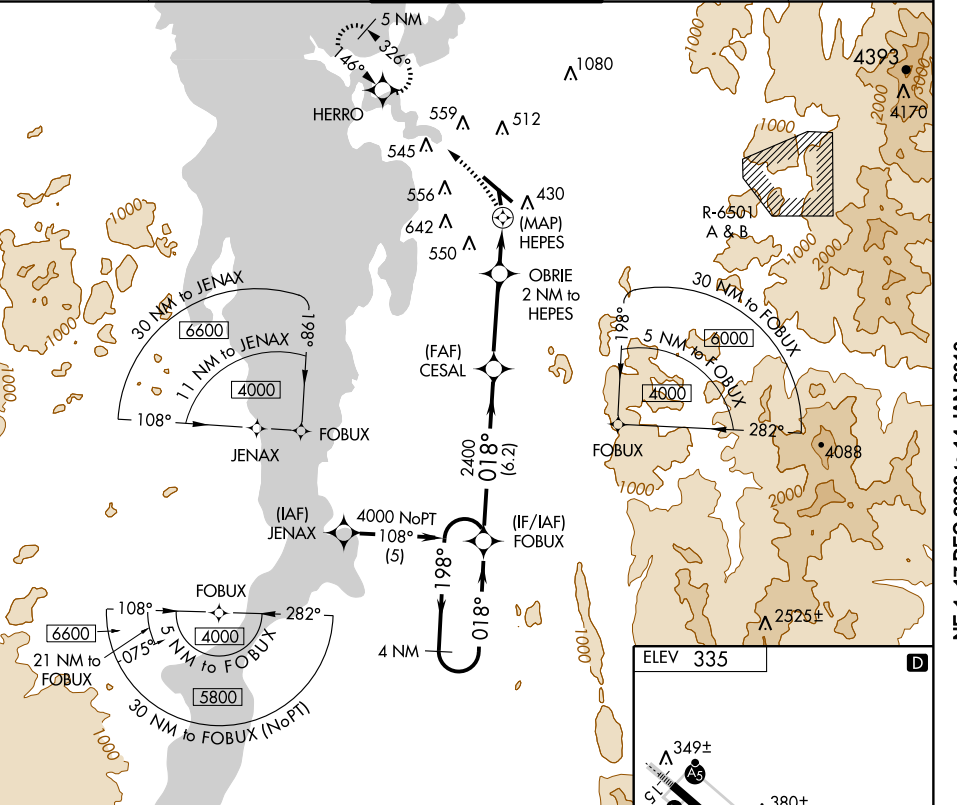 5 NM
326°
146°
HERRO
1080
1000
4393
3000
2000
4170
559
512
545
1000
556
430
642
(MAP)
HEPES
550
R-6501
A & B
1000
2000
1000
OBRIE
2 NM to
HEPES
30 NM to JENAX
6600
198°
11 NM to JENAX
4000
108°
FOBUX
JENAX
1000
1000
(FAF)
CESAL
30 NM to FOBUX
198°
6000
5 NM to FOBUX
4000
282°
FOBUX
4088
1000
2000
2400
018°
(6.2)
(IAF)
JENAX
4000 NoPT
108°
(5)
(IF/IAF)
FOBUX
198°
018°
4 NM
FOBUX
108°
282°
6600
4000
075°
5 NM to FOBUX
21 NM to
FOBUX
5800
30 NM to FOBUX (NoPT)
1000
1000
2525±
ELEV 335
D
349±
A5
380±